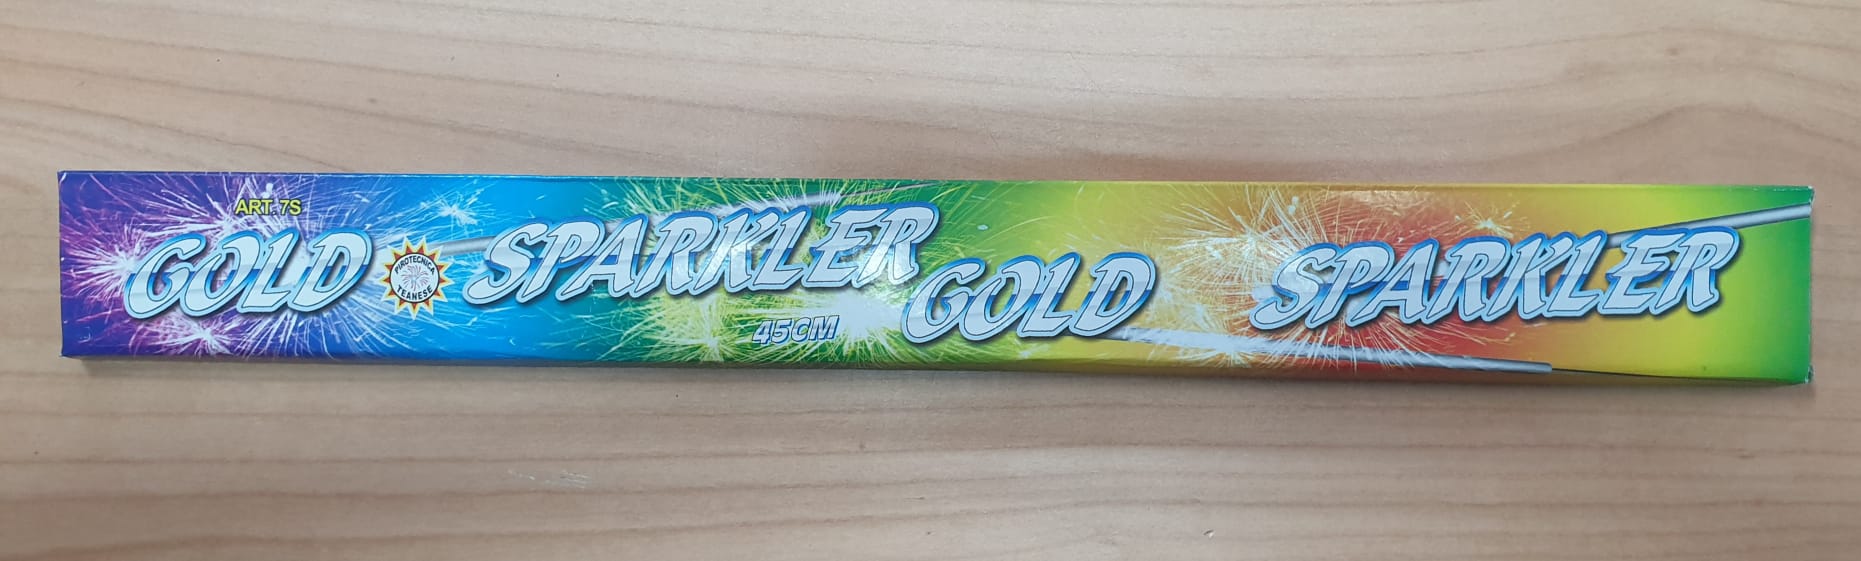 ART. 7S
GOLD SPARKLER
PIROTECNICA
TEANESE
45CM
GOLD SPARKLER